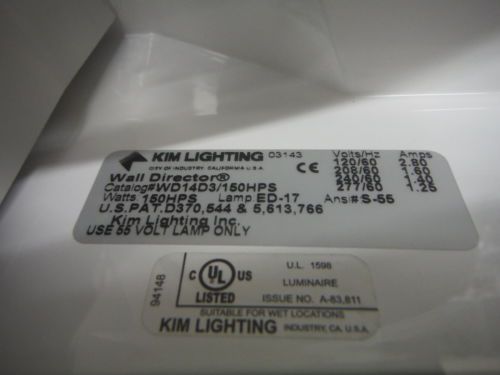 KIM LIGHTING 03143 CE Volts/Hz Amps
CITY OF INDUSTRY, CALIFORNIA U.S.A. 120/60 2.80
Wall Director® 208/60 1.60
Catalog#WD14D3/150HPS 240/60 1.40
Watts 150HPS Lamp ED-17 277/60 1.25
U.S.PAT.D370,544 & 5,613,766 Ansi#S-55
Kim Lighting Inc.
USE 55 VOLT LAMP ONLY
94148
C UL US
LISTED
U.L. 1598
LUMINAIRE
ISSUE NO. A-83,811
SUITABLE FOR WET LOCATIONS
KIM LIGHTING INDUSTRY, CA. U.S.A.